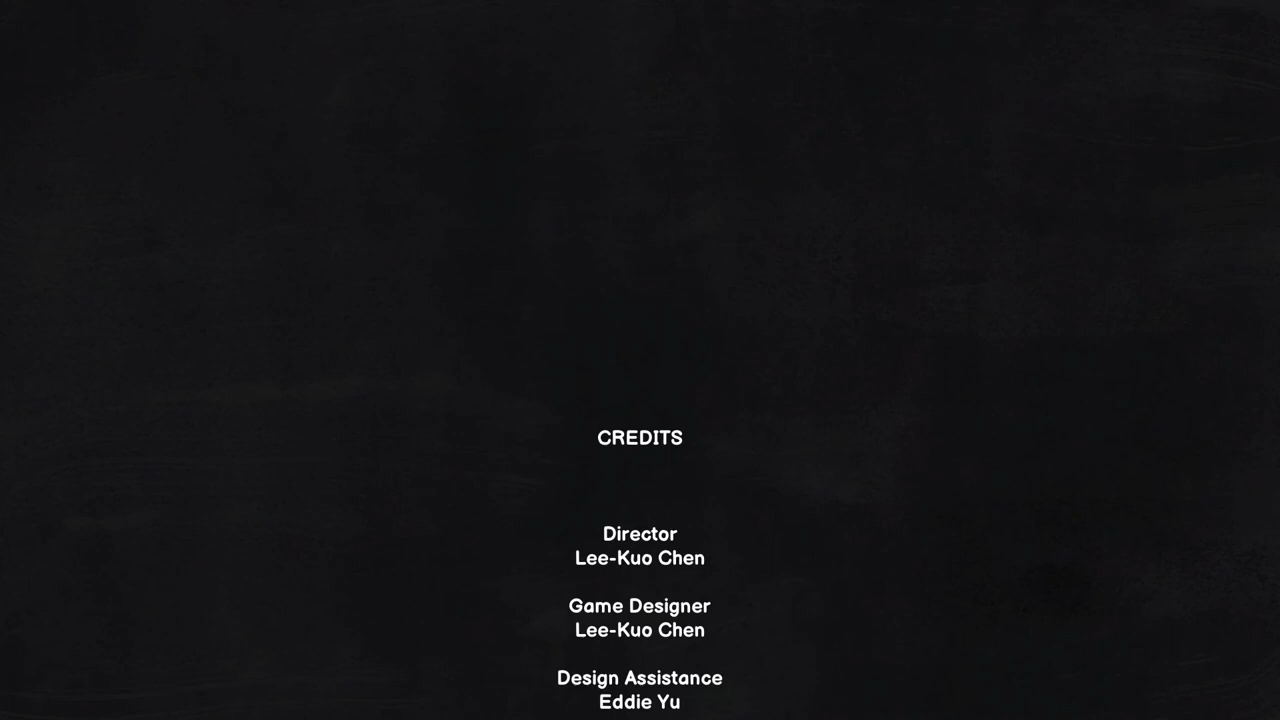 CREDITS
Director
Lee-Kuo Chen
Game Designer
Lee-Kuo Chen
Design Assistance
Eddie Yu